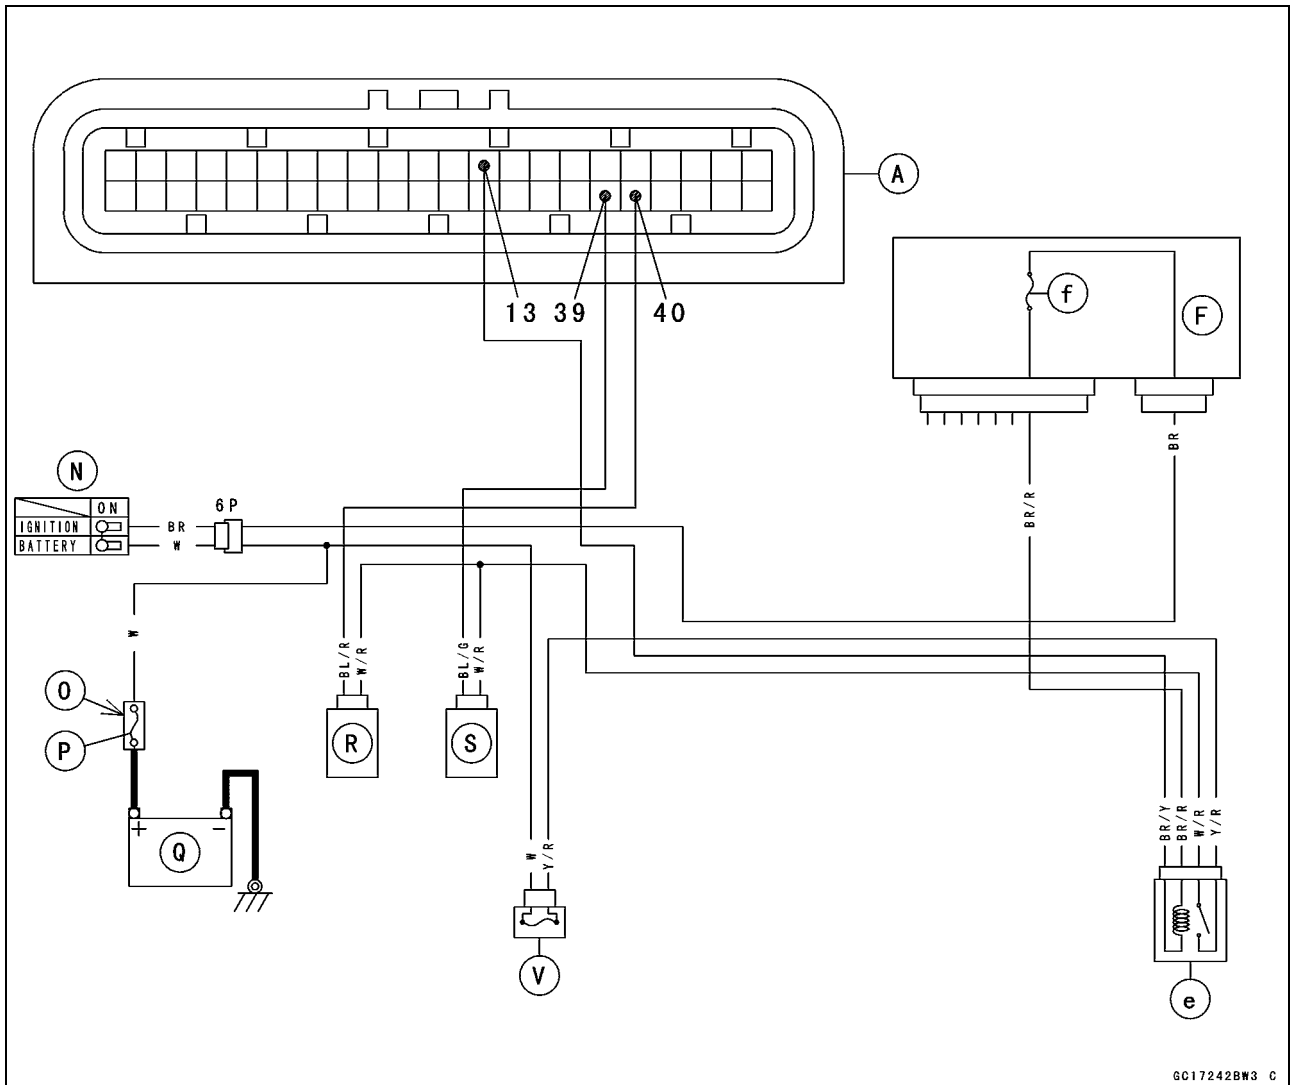 A
13 39 40
f
F
BR
N
ON
IGNITION
BATTERY
6P
BR
W
BR/R
W
BL/R
W/R
BL/G
W/R
O
P
R
S
+
-
Q
W
Y/R
BR/Y
BR/R
W/R
Y/R
V
e
GC17242BW3 C